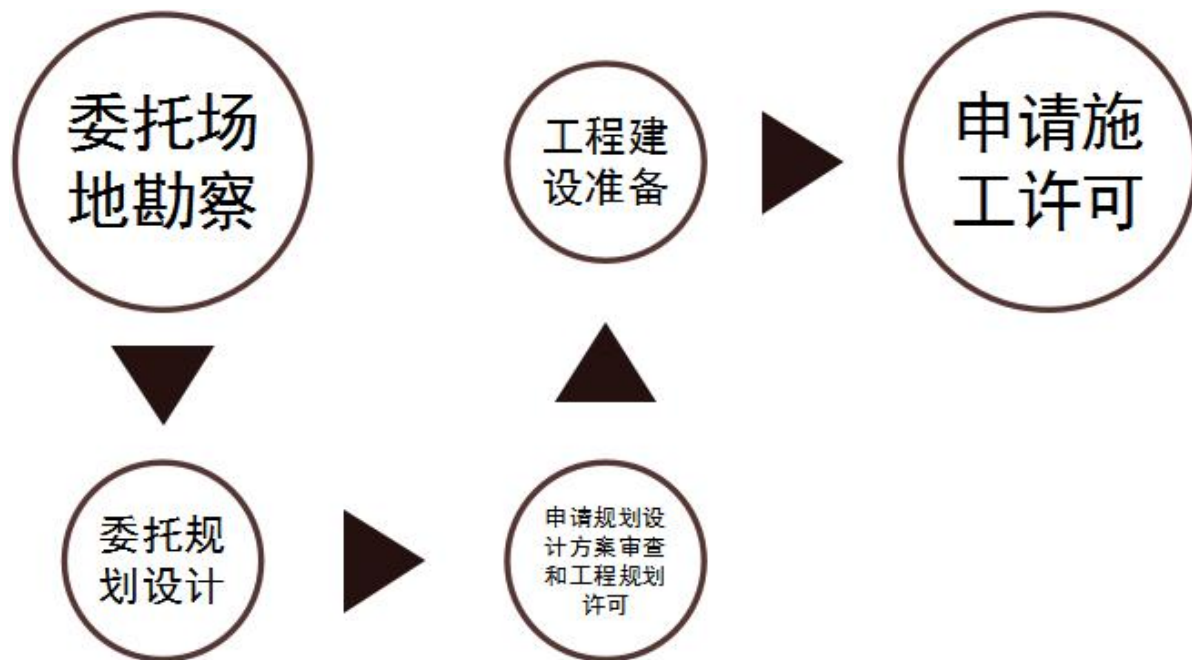 委托场
地勘察
委托规
划设计
申请规划设
计方案审查
和工程规划
许可
工程建
设准备
申请施
工许可